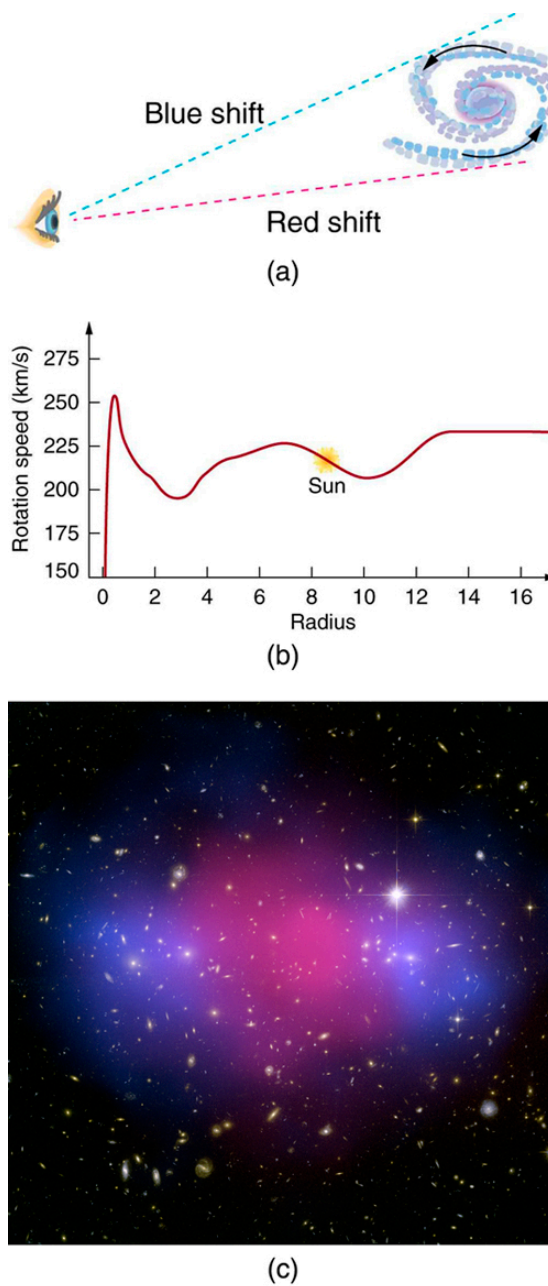 Blue shift
Red shift
(a)
Rotation speed (km/s)
275
250
225
200
175
150
Sun
0 2 4 6 8 10 12 14 16
Radius
(b)
(c)